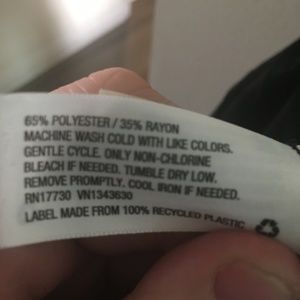 65% POLYESTER / 35% RAYON
MACHINE WASH COLD WITH LIKE COLORS.
GENTLE CYCLE. ONLY NON-CHLORINE
BLEACH IF NEEDED. TUMBLE DRY LOW.
REMOVE PROMPTLY. COOL IRON IF NEEDED.
RN17730 VN1343630
LABEL MADE FROM 100% RECYCLED PLASTIC